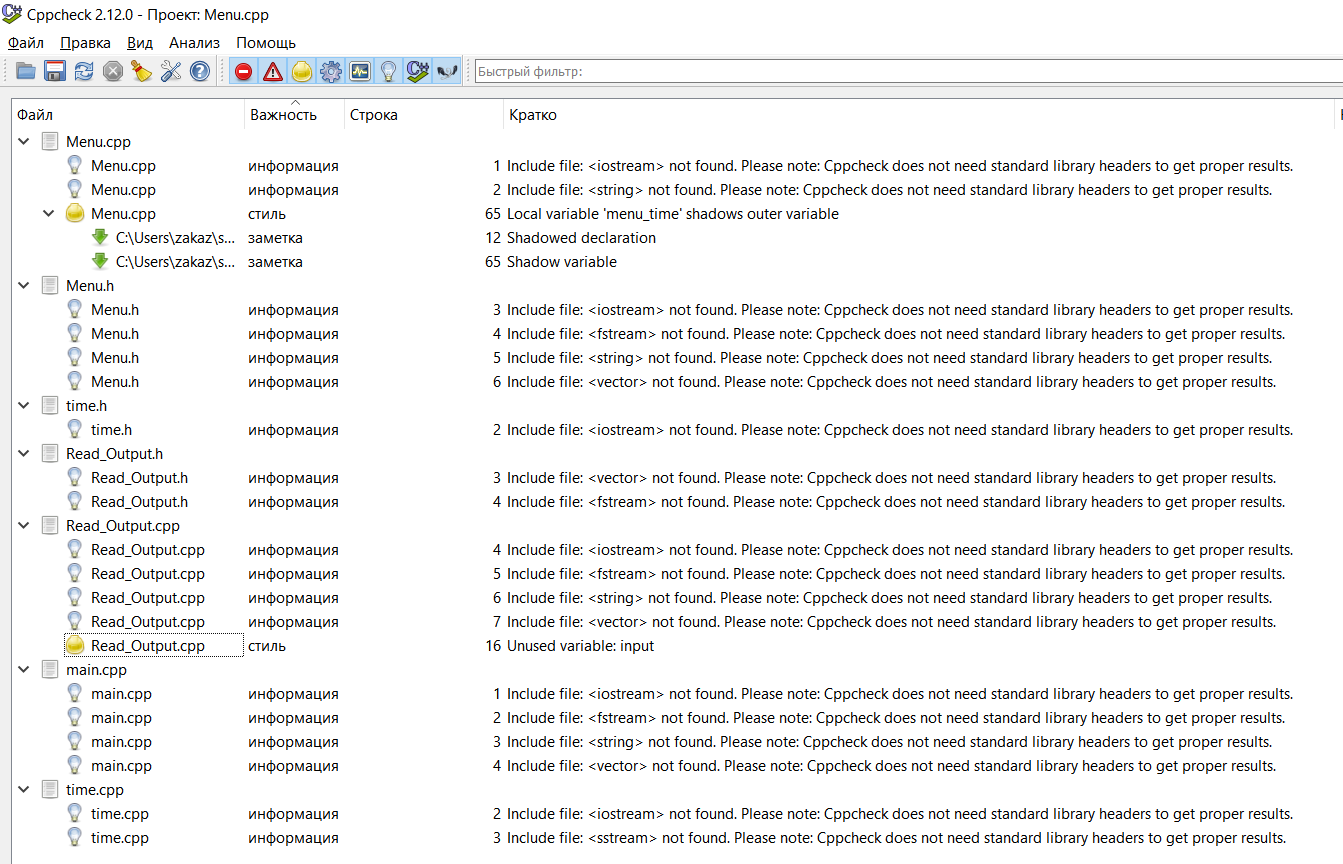 Cppcheck 2.12.0 - Проект: Menu.cpp
Файл Правка Вид Анализ Помощь
Быстрый фильтр:
Файл Важность Строка Кратко
Menu.cpp
Menu.cpp информация 1 Include file: <iostream> not found. Please note: Cppcheck does not need standard library headers to get proper results.
Menu.cpp информация 2 Include file: <string> not found. Please note: Cppcheck does not need standard library headers to get proper results.
Menu.cpp стиль 65 Local variable 'menu_time' shadows outer variable
C:\Users\zakaz\s... заметка 12 Shadowed declaration
C:\Users\zakaz\s... заметка 65 Shadow variable
Menu.h
Menu.h информация 3 Include file: <iostream> not found. Please note: Cppcheck does not need standard library headers to get proper results.
Menu.h информация 4 Include file: <fstream> not found. Please note: Cppcheck does not need standard library headers to get proper results.
Menu.h информация 5 Include file: <string> not found. Please note: Cppcheck does not need standard library headers to get proper results.
Menu.h информация 6 Include file: <vector> not found. Please note: Cppcheck does not need standard library headers to get proper results.
time.h
time.h информация 2 Include file: <iostream> not found. Please note: Cppcheck does not need standard library headers to get proper results.
Read_Output.h
Read_Output.h информация 3 Include file: <vector> not found. Please note: Cppcheck does not need standard library headers to get proper results.
Read_Output.h информация 4 Include file: <fstream> not found. Please note: Cppcheck does not need standard library headers to get proper results.
Read_Output.cpp
Read_Output.cpp информация 4 Include file: <iostream> not found. Please note: Cppcheck does not need standard library headers to get proper results.
Read_Output.cpp информация 5 Include file: <fstream> not found. Please note: Cppcheck does not need standard library headers to get proper results.
Read_Output.cpp информация 6 Include file: <string> not found. Please note: Cppcheck does not need standard library headers to get proper results.
Read_Output.cpp информация 7 Include file: <vector> not found. Please note: Cppcheck does not need standard library headers to get proper results.
Read_Output.cpp стиль 16 Unused variable: input
main.cpp
main.cpp информация 1 Include file: <iostream> not found. Please note: Cppcheck does not need standard library headers to get proper results.
main.cpp информация 2 Include file: <fstream> not found. Please note: Cppcheck does not need standard library headers to get proper results.
main.cpp информация 3 Include file: <string> not found. Please note: Cppcheck does not need standard library headers to get proper results.
main.cpp информация 4 Include file: <vector> not found. Please note: Cppcheck does not need standard library headers to get proper results.
time.cpp
time.cpp информация 2 Include file: <iostream> not found. Please note: Cppcheck does not need standard library headers to get proper results.
time.cpp информация 3 Include file: <sstream> not found. Please note: Cppcheck does not need standard library headers to get proper results.